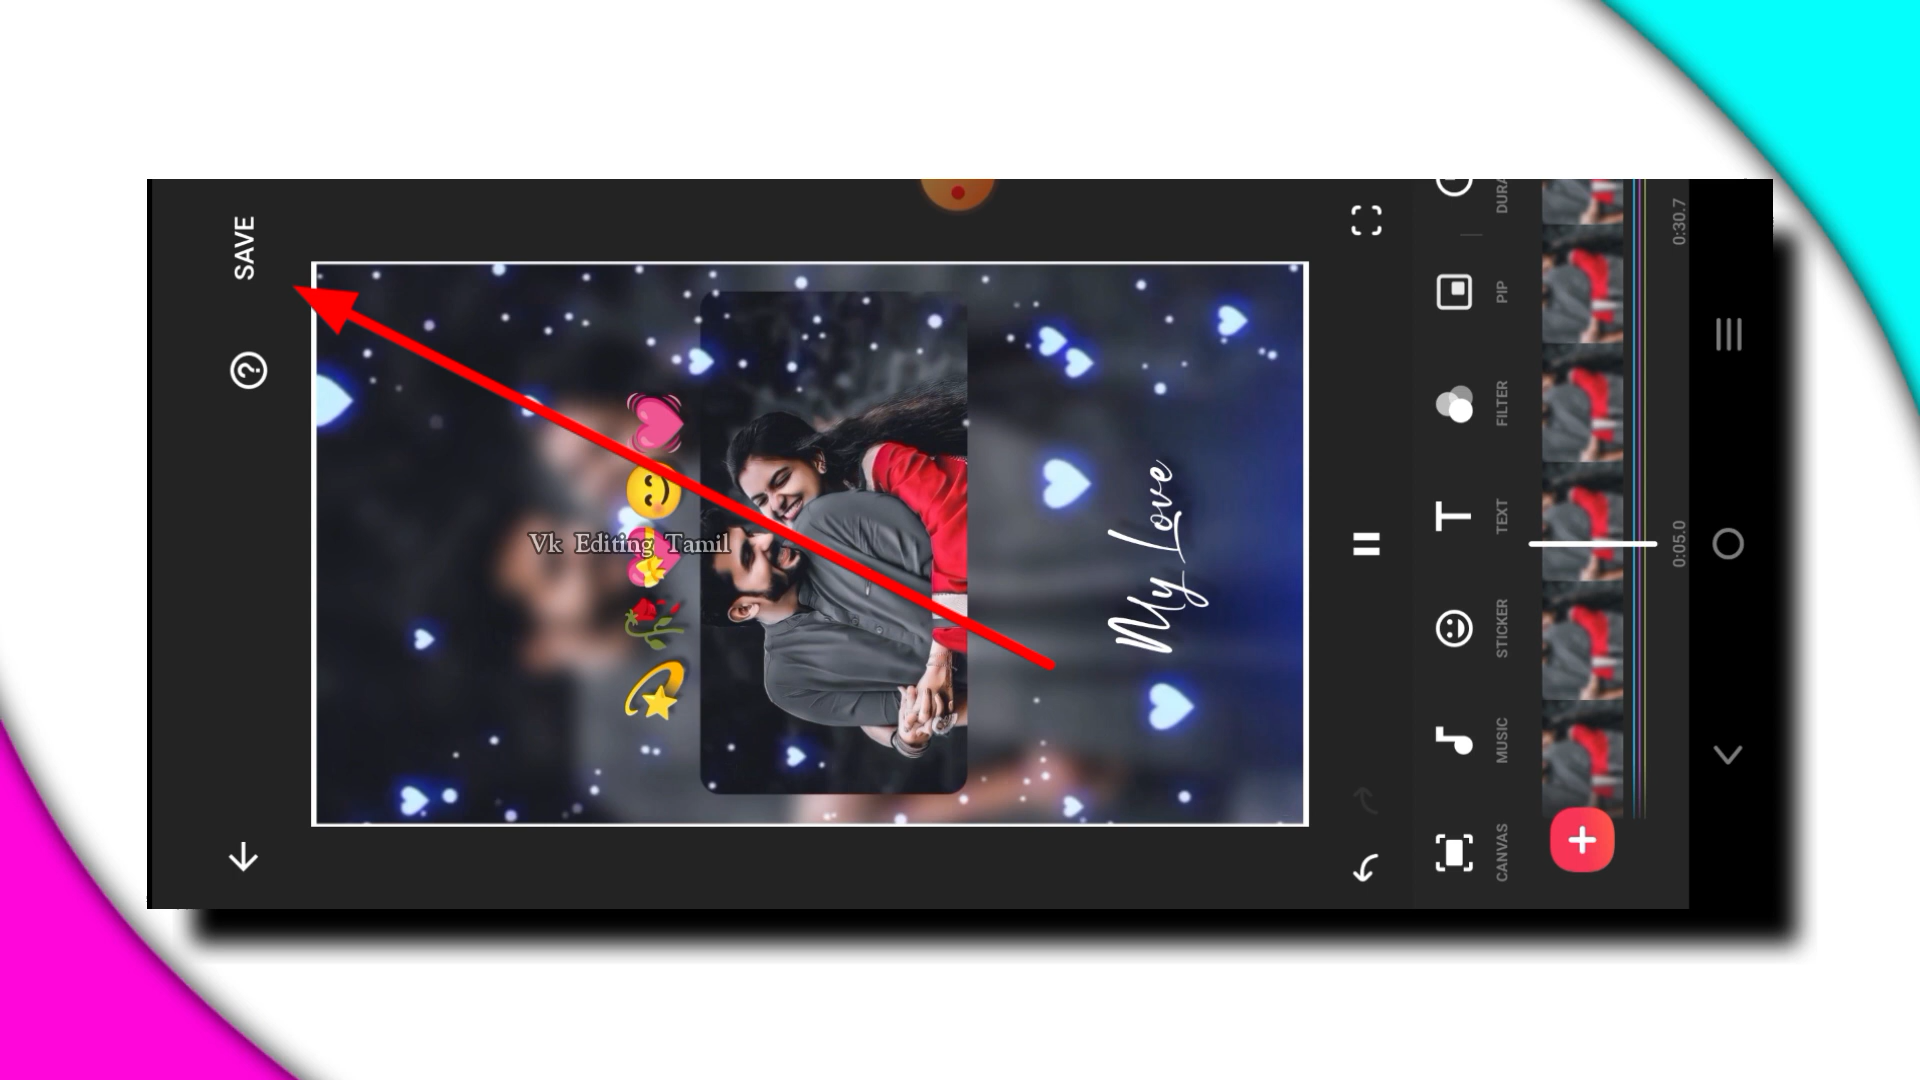 SAVE
Vk Editing Tamil
My Love
CANVAS
MUSIC
STICKER
TEXT
FILTER
PIP
DURA
0:05.0
0:30.7